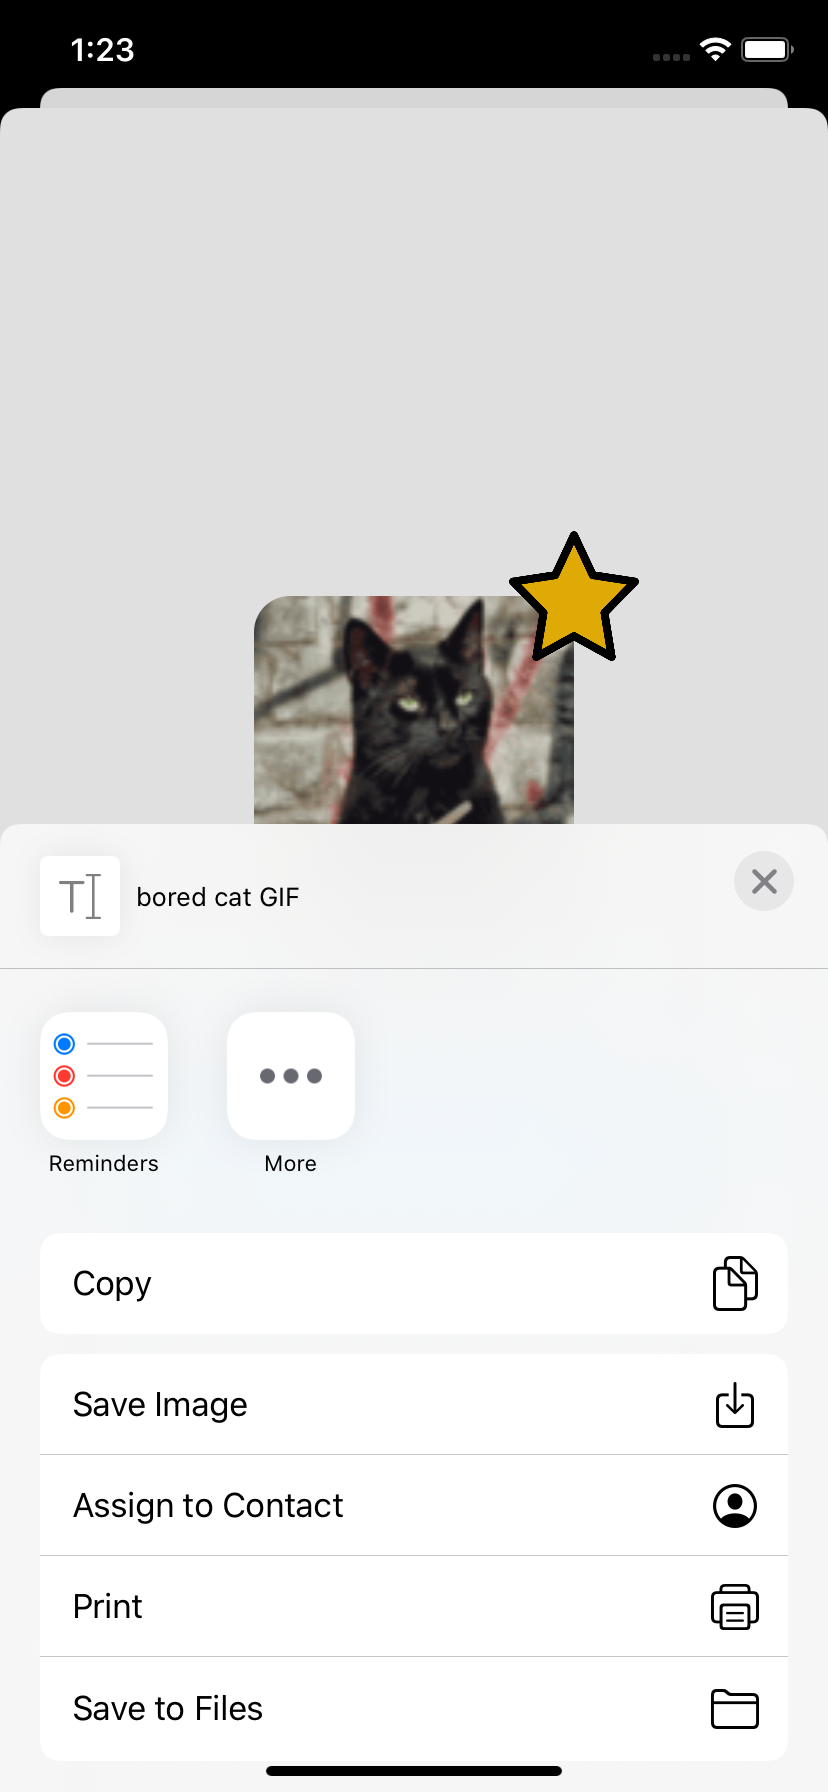 1:23
bored cat GIF
Reminders
More
Copy
Save Image
Assign to Contact
Print
Save to Files